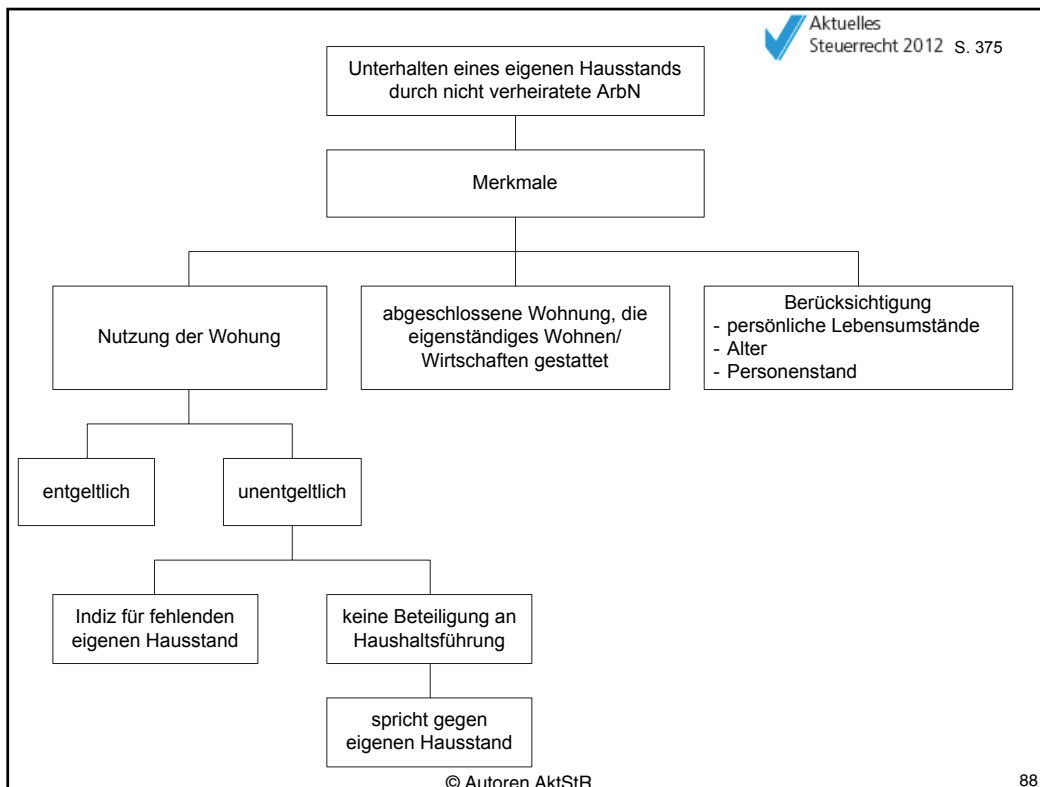 Aktuelles
Steuerrecht 2012 S. 375
Unterhalten eines eigenen Hausstands
durch nicht verheiratete ArbN
Merkmale
Nutzung der Wohung
abgeschlossene Wohnung, die
eigenständiges Wohnen/
Wirtschaften gestattet
Berücksichtigung
- persönliche Lebensumstände
- Alter
- Personenstand
entgeltlich
unentgeltlich
Indiz für fehlenden
eigenen Hausstand
keine Beteiligung an
Haushaltsführung
spricht gegen
eigenen Hausstand
© Autoren AktStR
88